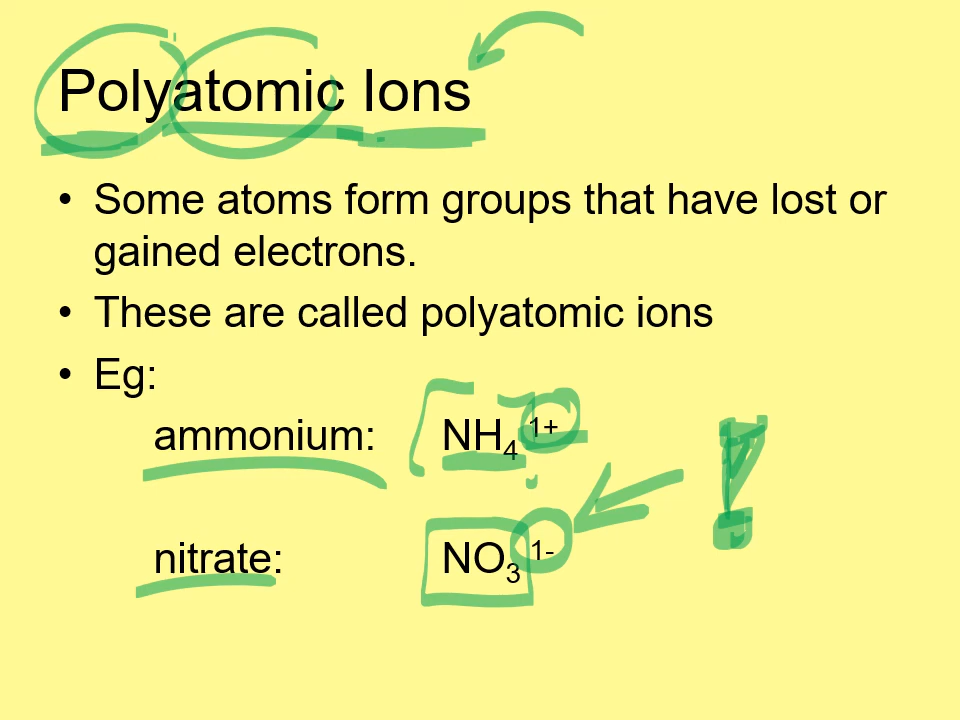 Polyatomic Ions
• Some atoms form groups that have lost or
gained electrons.
• These are called polyatomic ions
• Eg:
ammonium: NH₄ ¹⁺
nitrate: NO₃ ¹⁻